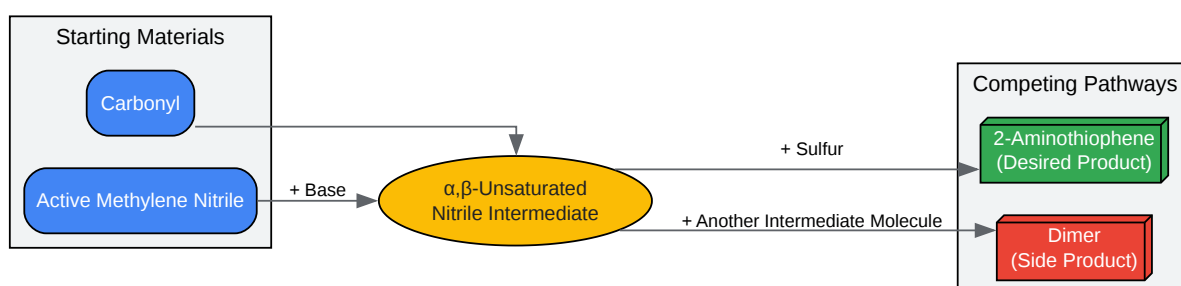 Starting Materials
Carbonyl
Active Methylene Nitrile
+ Base
α,β-Unsaturated
Nitrile Intermediate
+ Sulfur
+ Another Intermediate Molecule
Competing Pathways
2-Aminothiophene
(Desired Product)
Dimer
(Side Product)